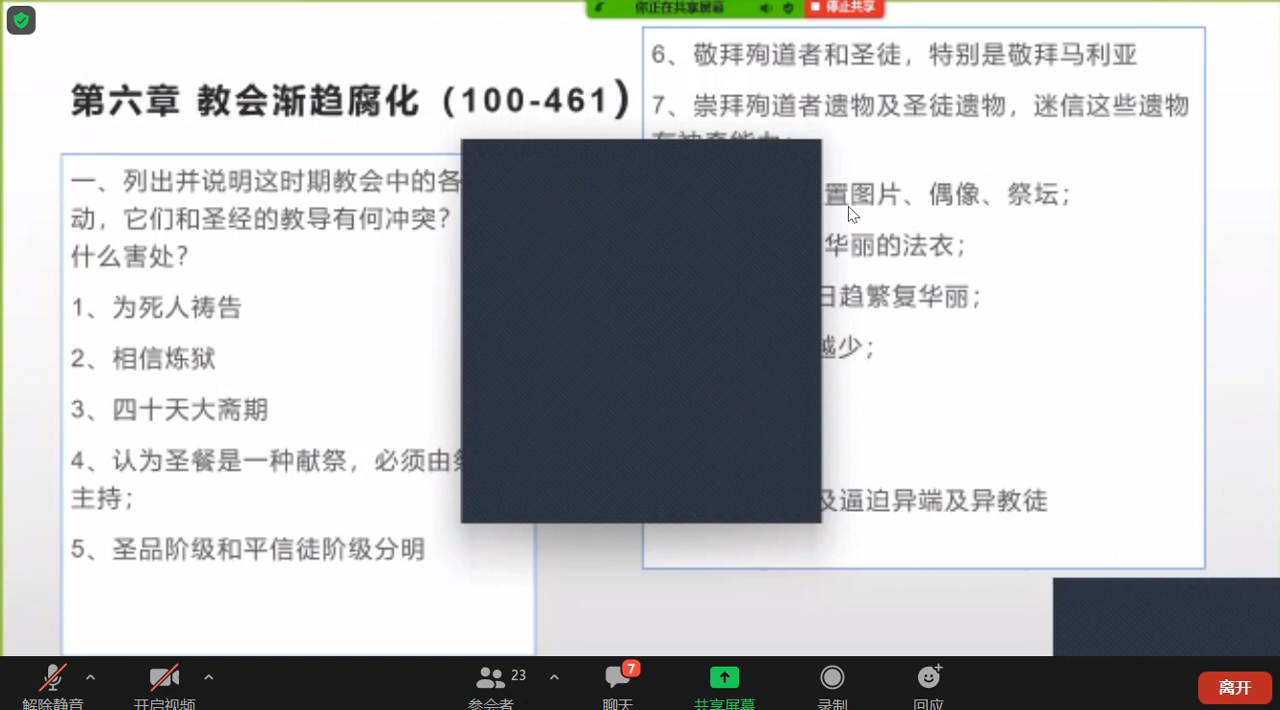 你正在共享屏幕
停止共享
第六章 教会渐趋腐化（100-461）
一、列出并说明这时期教会中的各
动，它们和圣经的教导有何冲突？
什么害处？
1、为死人祷告
2、相信炼狱
3、四十天大斋期
4、认为圣餐是一种献祭，必须由
主持；
5、圣品阶级和平信徒阶级分明
6、敬拜殉道者和圣徒，特别是敬拜马利亚
7、崇拜殉道者遗物及圣徒遗物，迷信这些遗物
置图片、偶像、祭坛；
华丽的法衣；
日趋繁复华丽；
越少；
及逼迫异端及异教徒
解除静音
开启视频
23
参会者
7
聊天
共享屏幕
录制
回应
离开